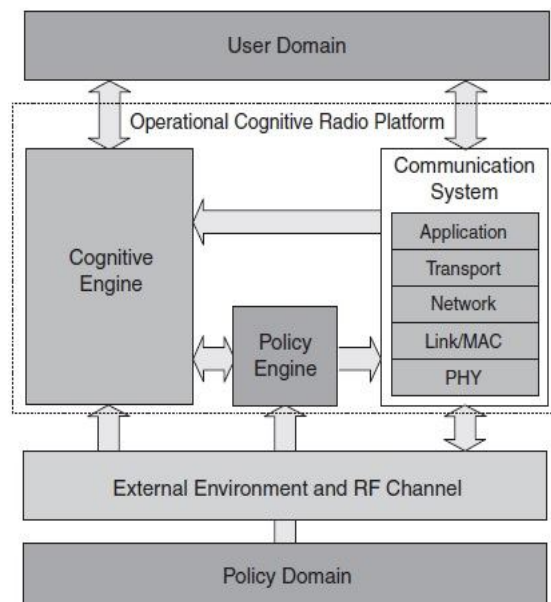 User Domain
Operational Cognitive Radio Platform
Communication
System
Application
Transport
Network
Link/MAC
PHY
Cognitive
Engine
Policy
Engine
External Environment and RF Channel
Policy Domain